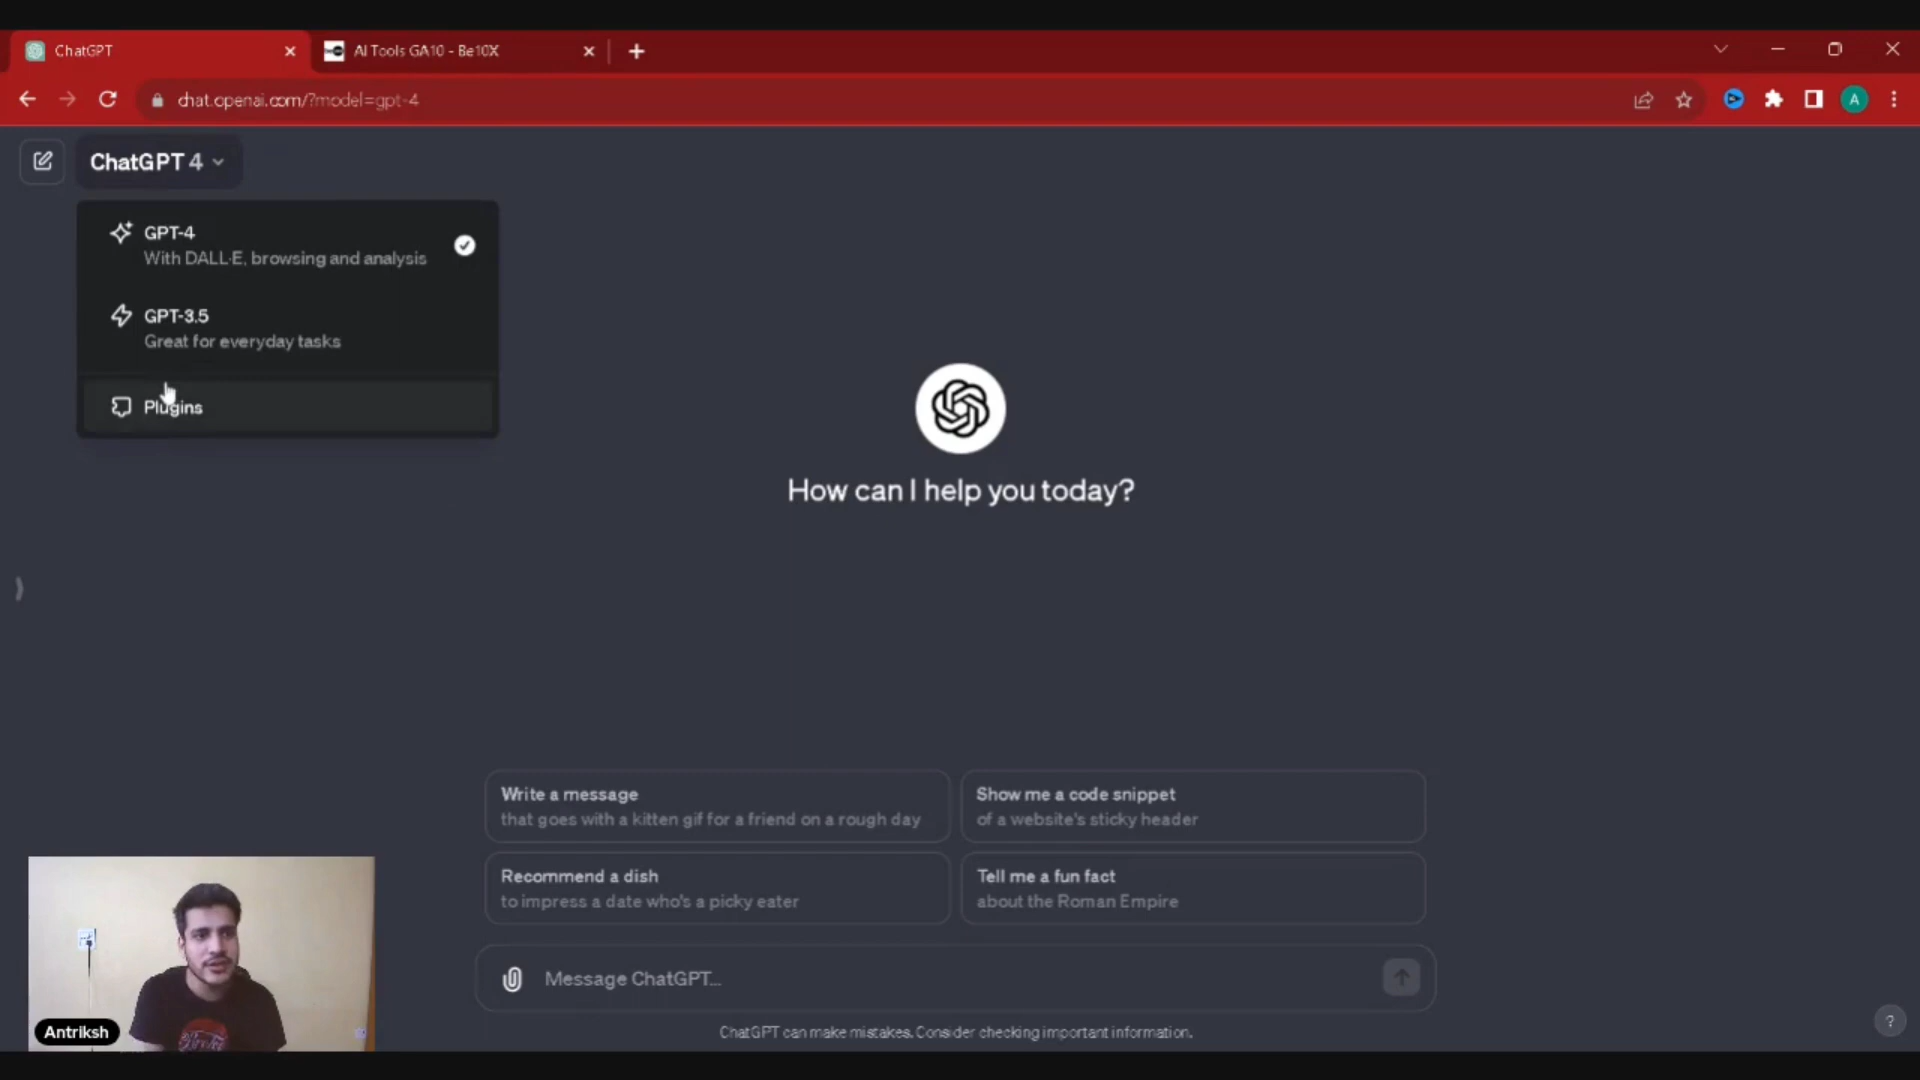 ChatGPT
AI Tools GA10 - Be10X
chat.openai.com/?model=gpt-4
A
ChatGPT 4
GPT-4
With DALL·E, browsing and analysis
GPT-3.5
Great for everyday tasks
Plugins
How can I help you today?
Write a message
that goes with a kitten gif for a friend on a rough day
Show me a code snippet
of a website's sticky header
Recommend a dish
to impress a date who's a picky eater
Tell me a fun fact
about the Roman Empire
Message ChatGPT...
ChatGPT can make mistakes. Consider checking important information.
?
Antriksh